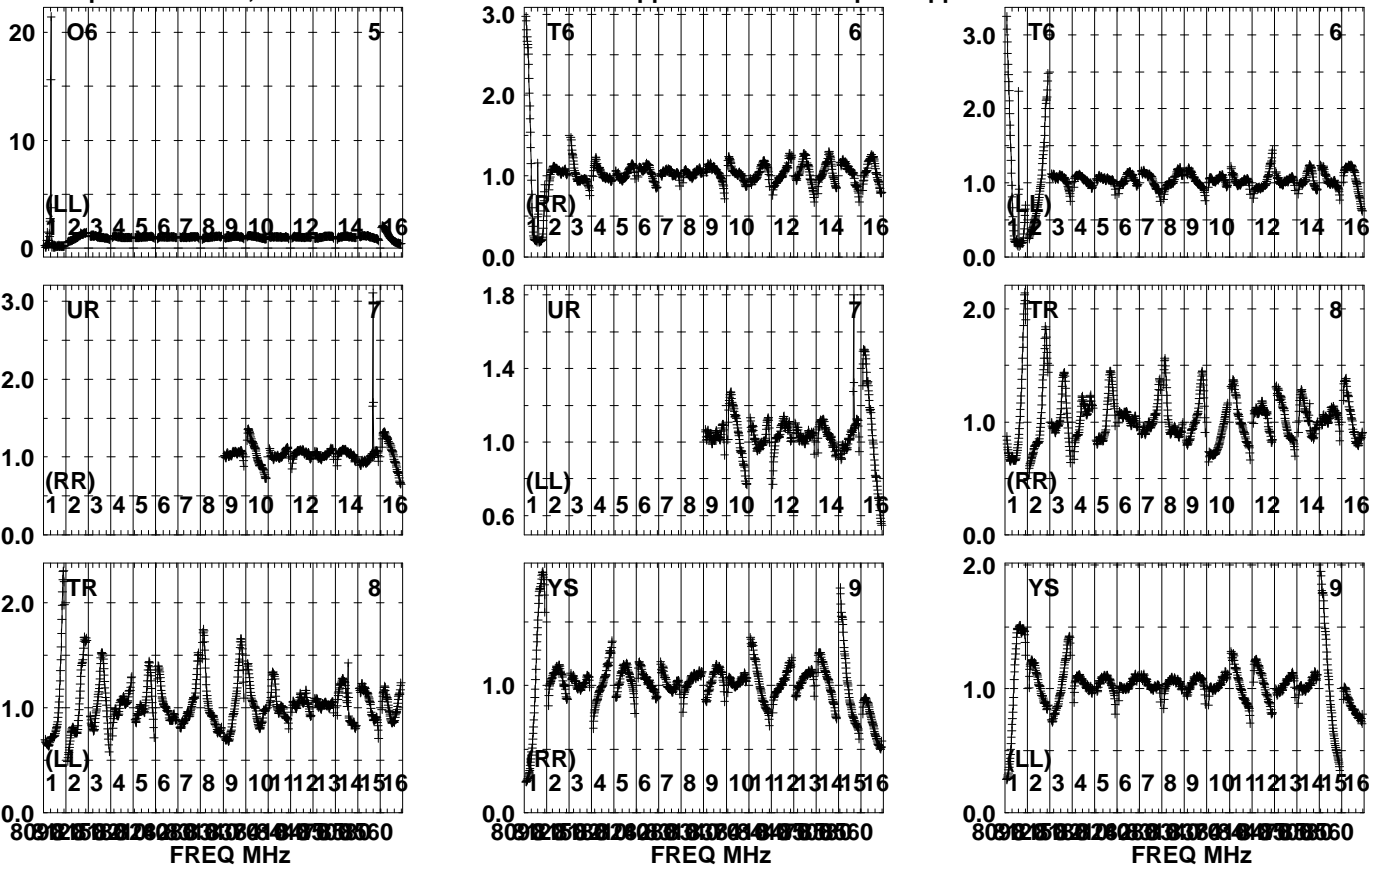 20 O6 5
10
0
(LL)
1 2 3 4 5 6 7 8 9 10 12 14 16
3.0 T6 6
2.0
1.0
0.0
(RR)
1 2 3 4 5 6 7 8 9 10 12 14 16
3.0 T6 6
2.0
1.0
0.0
(LL)
1 2 3 4 5 6 7 8 9 10 12 14 16
3.0 UR 7
2.0
1.0
0.0
(RR)
1 2 3 4 5 6 7 8 9 10 12 14 16
1.8 UR 7
1.4
1.0
0.6
(LL)
1 2 3 4 5 6 7 8 9 10 12 14 16
2.0 TR 8
1.0
0.0
(RR)
1 2 3 4 5 6 7 8 9 10 12 14 16
TR 8
2.0
1.0
0.0
(LL)
1 2 3 4 5 6 7 8 9 10 11 12 13 14 15 16
FREQ MHz
YS 9
1.0
0.0
(RR)
1 2 3 4 5 6 7 8 9 10 12 13 14 15 16
FREQ MHz
2.0 YS 9
1.0
0.0
(LL)
1 2 3 4 5 6 7 8 9 10 11 12 13 14 15 16
FREQ MHz